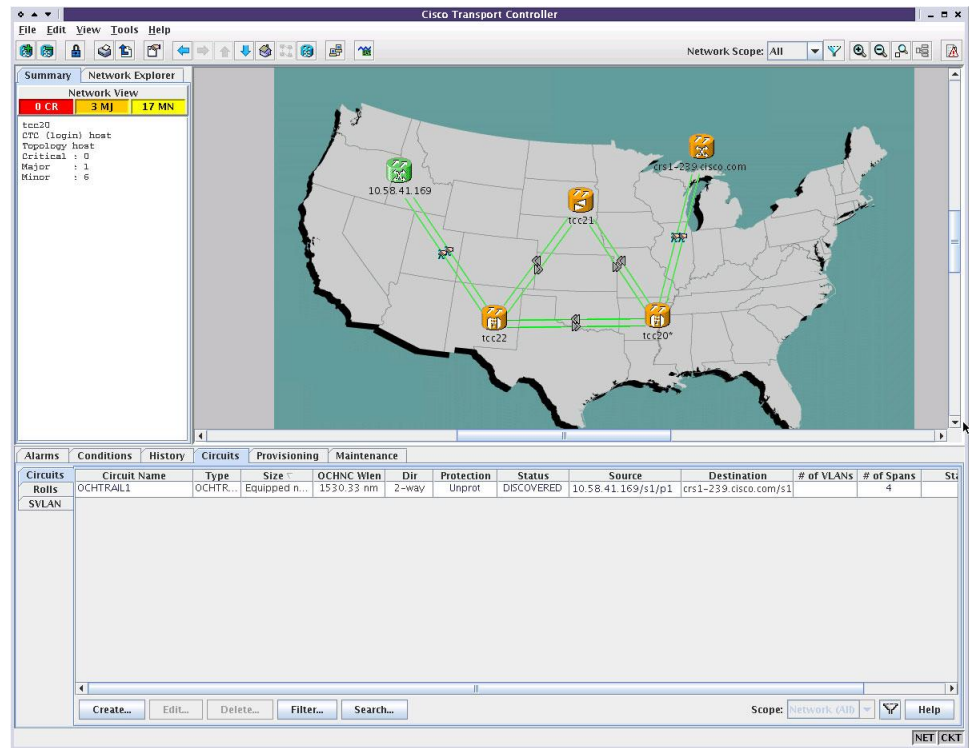 Cisco Transport Controller
File Edit View Tools Help
Network Scope: All
Summary Network Explorer
Network View
0 CR 3 MJ 17 MN
tcc20
CTC (login) host
Topology host
Critical : 0
Major : 1
Minor : 6
10.58.41.169
crs1-239.cisco.com
tcc21
tcc22
tcc20*
Alarms Conditions History Circuits Provisioning Maintenance
Circuits
Rolls
SVLAN
Circuit Name Type Size OCHNC Wlen Dir Protection Status Source Destination # of VLANs # of Spans Sta
OCHTRAIL1 OCHTR... Equipped n... 1530.33 nm 2-way Unprot DISCOVERED 10.58.41.169/s1/p1 crs1-239.cisco.com/s1 4
Create... Edit... Delete... Filter... Search... Scope: Network (All) Help
NET CKT